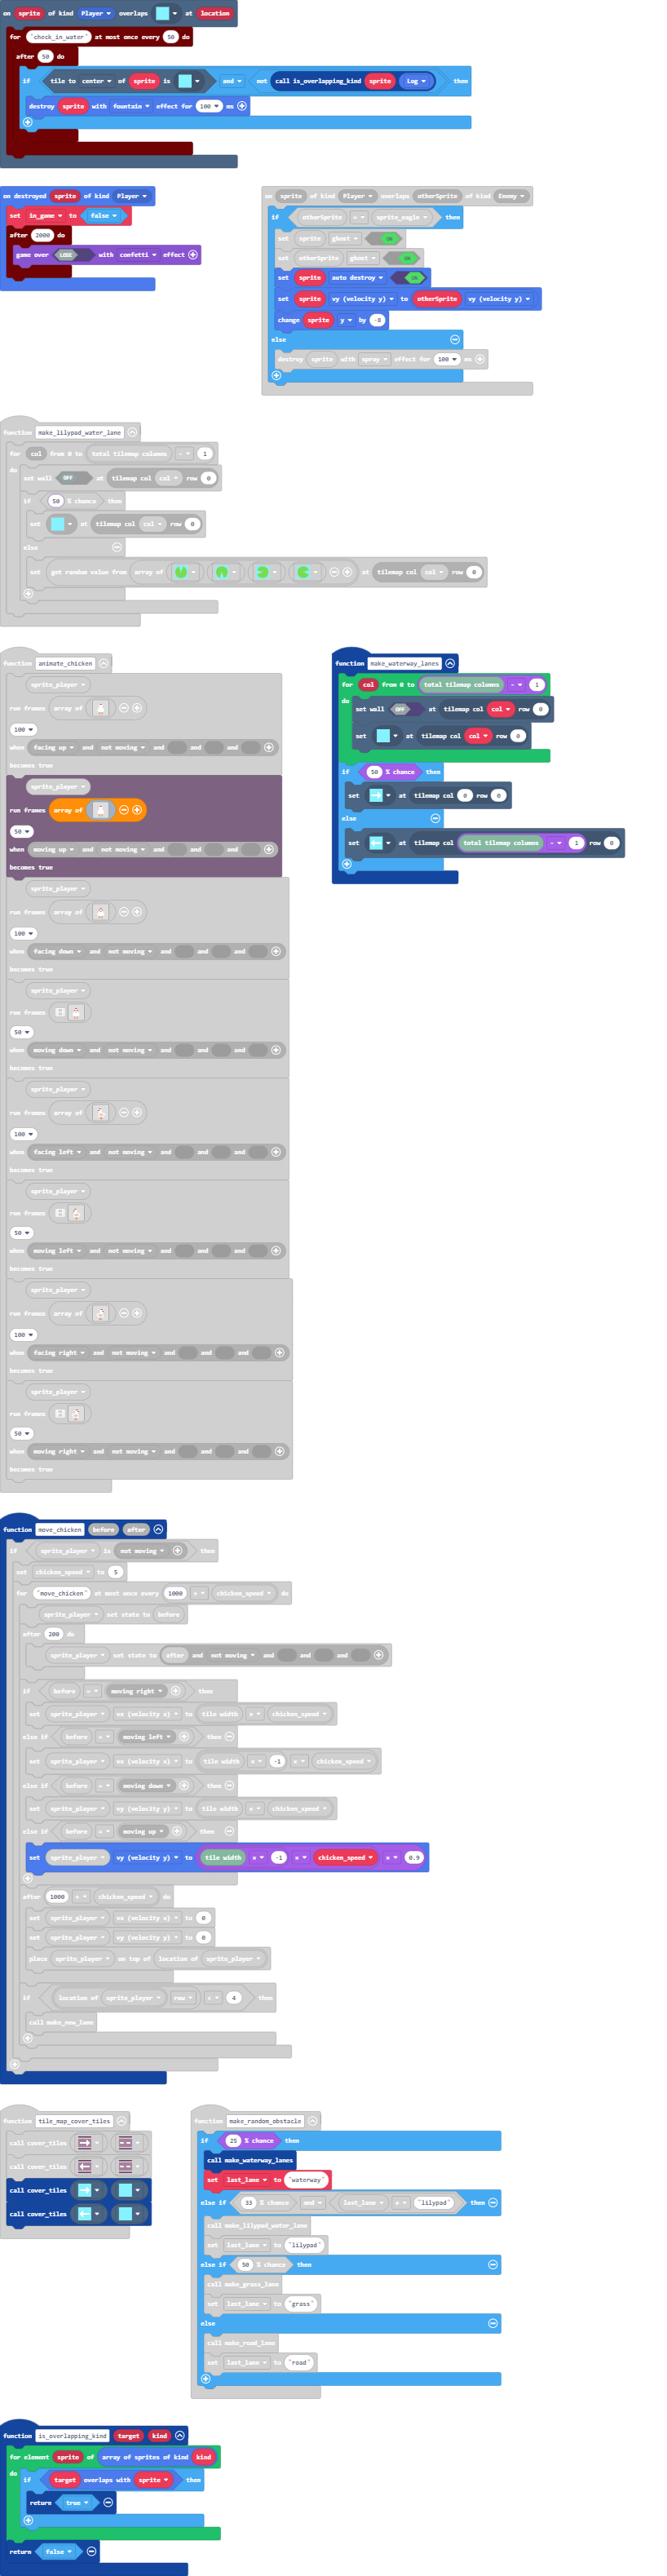 on sprite of kind Player overlaps at location
for "check_in_water" at most once every 50 do
after 50 do
if tile to center of sprite is and not call is_overlapping_kind sprite Log then
destroy sprite with fountain effect for 100 ms
on destroyed sprite of kind Player
set in_game to false
after 2000 do
game over LOSE with confetti effect
on sprite of kind Player overlaps otherSprite of kind Enemy
if otherSprite = sprite_eagle then
set sprite ghost ON
set otherSprite ghost ON
set sprite auto destroy ON
set sprite vy (velocity y) to otherSprite vy (velocity y)
change sprite y by -8
else
destroy sprite with spray effect for 100 ms
function make_lilypad_water_lane
for col from 0 to total tilemap columns - 1
do
set wall OFF at tilemap col col row 0
if 50 % chance then
set at tilemap col col row 0
else
set get random value from array of at tilemap col col row 0
function animate_chicken
sprite_player
run frames array of
100
when facing up and not moving and and and
becomes true
sprite_player
run frames array of
50
when moving up and not moving and and and
becomes true
sprite_player
run frames array of
100
when facing down and not moving and and and
becomes true
sprite_player
run frames
50
when moving down and not moving and and and
becomes true
sprite_player
run frames array of
100
when facing left and not moving and and and
becomes true
sprite_player
run frames
50
when moving left and not moving and and and
becomes true
sprite_player
run frames array of
100
when facing right and not moving and and and
becomes true
sprite_player
run frames
50
when moving right and not moving and and and
becomes true
function make_waterway_lanes
for col from 0 to total tilemap columns - 1
do
set wall OFF at tilemap col col row 0
set at tilemap col col row 0
if 50 % chance then
set at tilemap col 0 row 0
else
set at tilemap col total tilemap columns - 1 row 0
function move_chicken before after
if sprite_player is not moving then
set chicken_speed to 5
for "move_chicken" at most once every 1000 ÷ chicken_speed do
sprite_player set state to before
after 200 do
sprite_player set state to after and not moving and and and
if before = moving right then
set sprite_player vx (velocity x) to tile width × chicken_speed
else if before = moving left then
set sprite_player vx (velocity x) to tile width × -1 × chicken_speed
else if before = moving down then
set sprite_player vy (velocity y) to tile width × chicken_speed
else if before = moving up then
set sprite_player vy (velocity y) to tile width × -1 × chicken_speed × 0.9
after 1000 ÷ chicken_speed do
set sprite_player vx (velocity x) to 0
set sprite_player vy (velocity y) to 0
place sprite_player on top of location of sprite_player
if location of sprite_player row < 4 then
call make_new_lane
function tile_map_cover_tiles
call cover_tiles
call cover_tiles
call cover_tiles
call cover_tiles
function make_random_obstacle
if 25 % chance then
call make_waterway_lanes
set last_lane to "waterway"
else if 33 % chance and last_lane ≠ "lilypad" then
call make_lilypad_water_lane
set last_lane to "lilypad"
else if 50 % chance then
call make_grass_lane
set last_lane to "grass"
else
call make_road_lane
set last_lane to "road"
function is_overlapping_kind target kind
for element sprite of array of sprites of kind kind
do
if target overlaps with sprite then
return true
return false